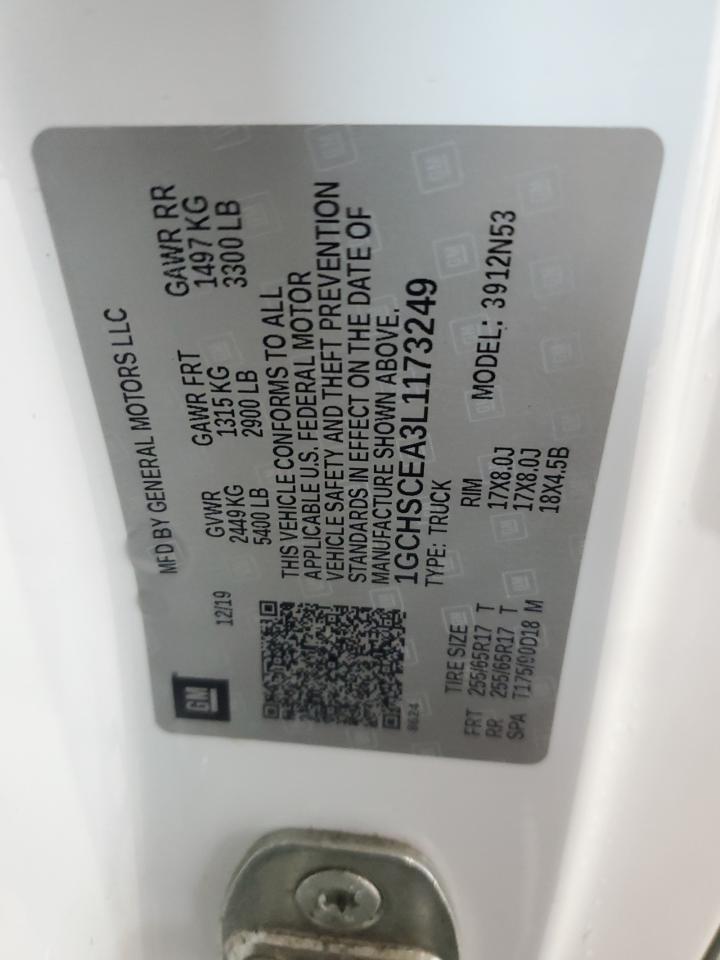 GM
12/19
MFD BY GENERAL MOTORS LLC
GVWR GAWR FRT GAWR RR
2449 KG 1315 KG 1497 KG
5400 LB 2900 LB 3300 LB
THIS VEHICLE CONFORMS TO ALL
APPLICABLE U.S. FEDERAL MOTOR
VEHICLE SAFETY AND THEFT PREVENTION
STANDARDS IN EFFECT ON THE DATE OF
MANUFACTURE SHOWN ABOVE.
1GCHSCEA3L1173249
8624
TYPE: TRUCK
MODEL: 3912N53
TIRE SIZE RIM
FRT 255/65R17 T 17X8.0J
RR 255/65R17 T 17X8.0J
SPA T175/90D18 M 18X4.5B